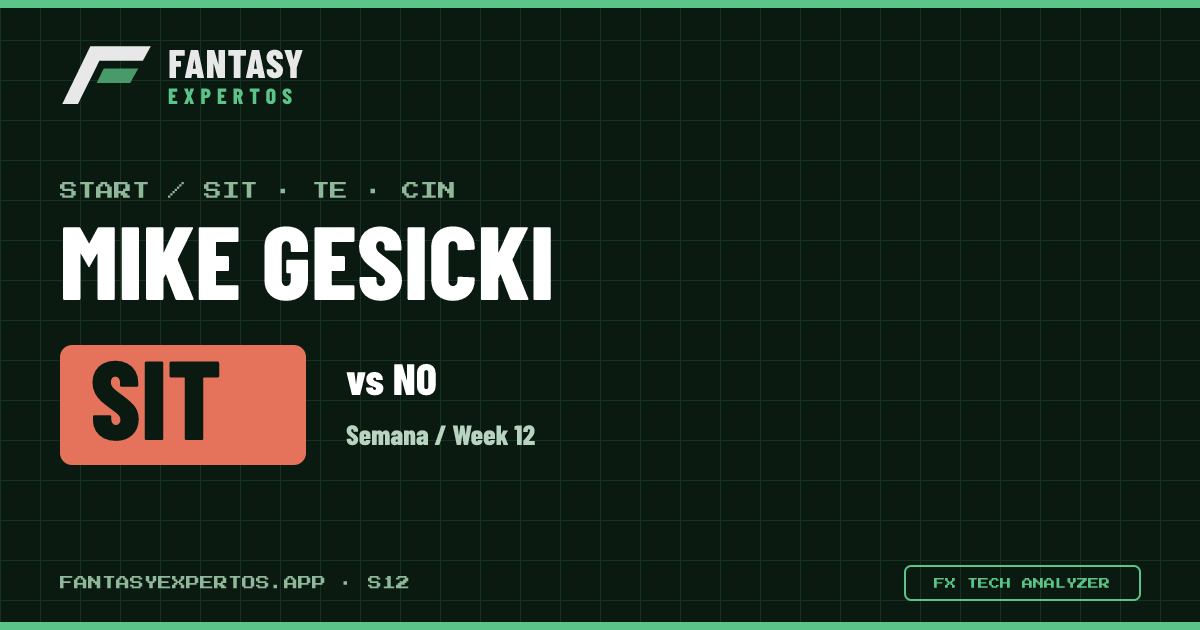 FANTASY
EXPERTOS
START / SIT · TE · CIN
MIKE GESICKI
SIT
vs NO
Semana / Week 12
FANTASYEXPERTOS.APP · S12
FX TECH ANALYZER